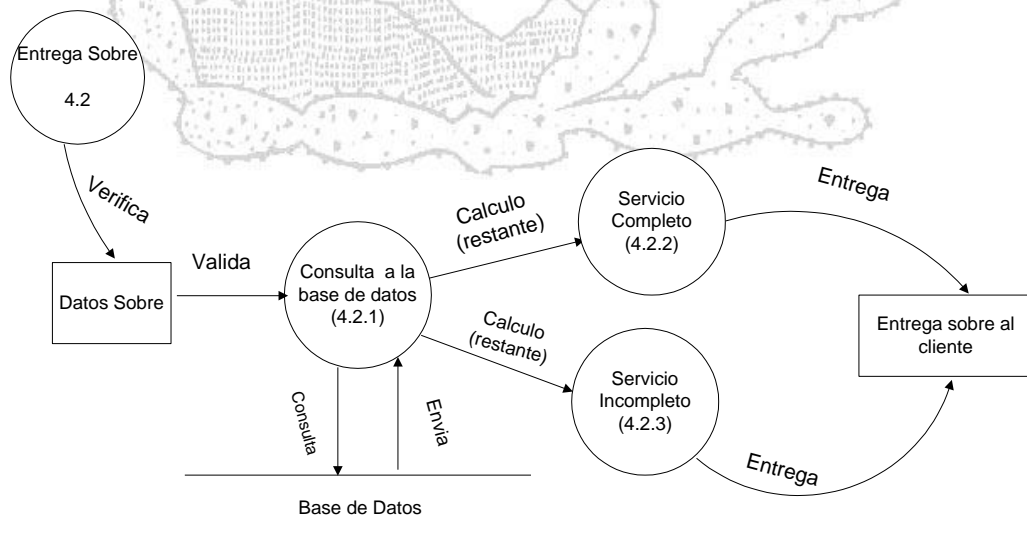 Entrega Sobre
4.2
Verifica
Datos Sobre
Valida
Consulta a la
base de datos
(4.2.1)
Consulta
Envia
Base de Datos
Calculo
(restante)
Servicio
Completo
(4.2.2)
Entrega
Calculo
(restante)
Servicio
Incompleto
(4.2.3)
Entrega
Entrega sobre al
cliente